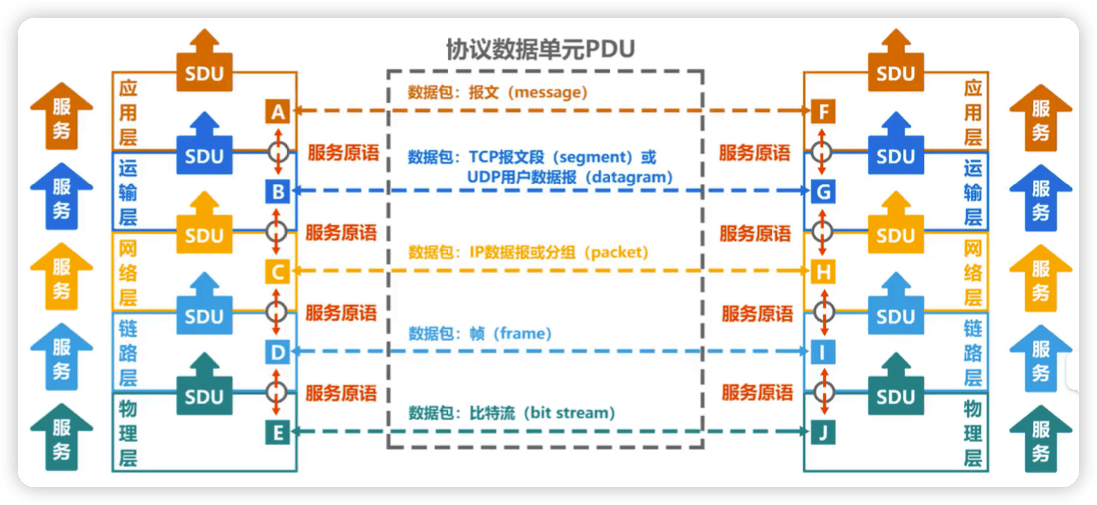 协议数据单元PDU
SDU
SDU
服务
应用层
A
数据包：报文（message）
F
应用层
服务
SDU
服务原语
数据包：TCP报文段（segment）或
UDP用户数据报（datagram）
服务原语
SDU
服务
运输层
B
G
运输层
服务
SDU
服务原语
服务原语
SDU
服务
网络层
C
数据包：IP数据报或分组（packet）
H
网络层
服务
SDU
服务原语
服务原语
SDU
服务
链路层
D
数据包：帧（frame）
I
链路层
服务
SDU
服务原语
服务原语
SDU
服务
物理层
E
数据包：比特流（bit stream）
J
物理层
服务